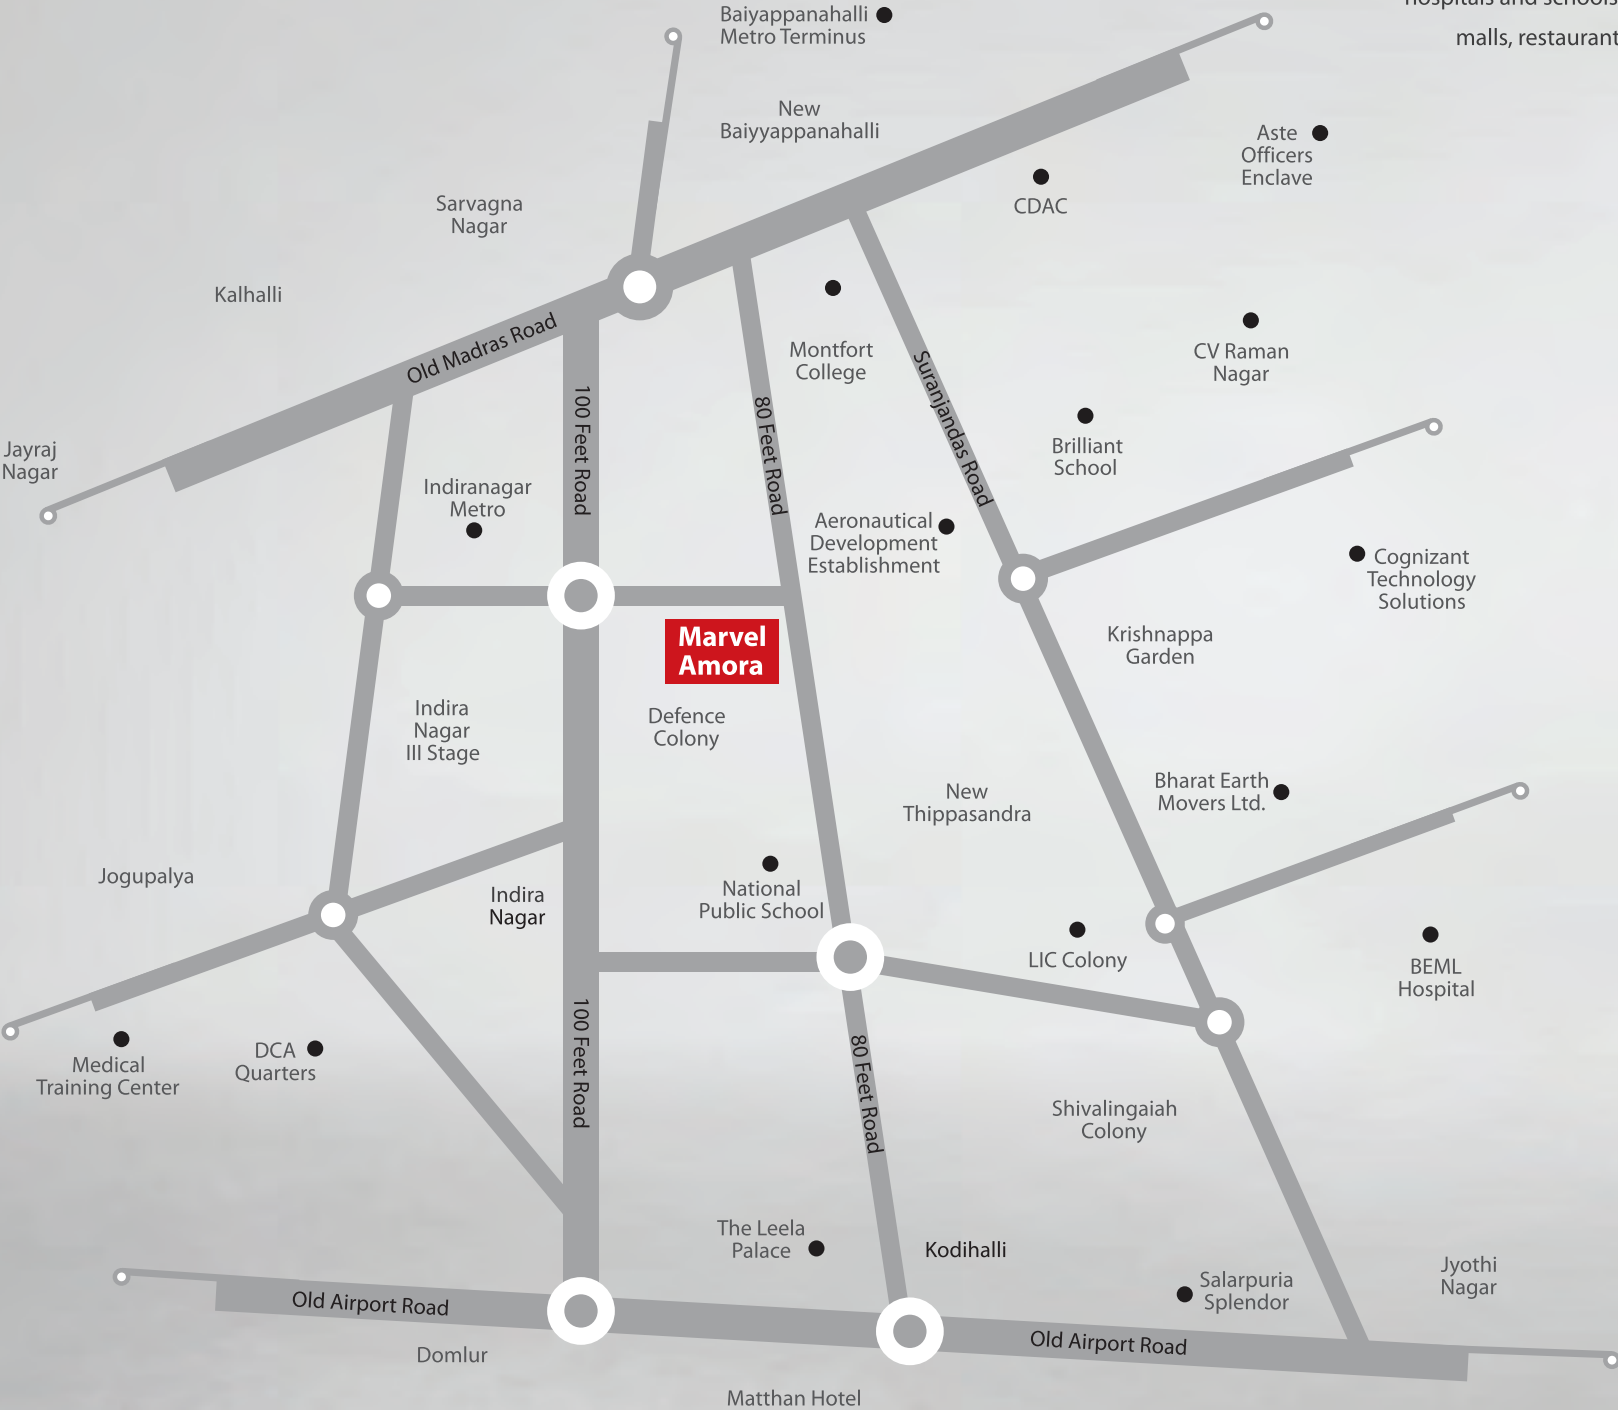 hospitals and schools
malls, restaurant
Baiyappanahalli
Metro Terminus
New
Baiyyappanahalli
Aste
Officers
Enclave
CDAC
Sarvagna
Nagar
Kalhalli
Old Madras Road
Montfort
College
CV Raman
Nagar
100 Feet Road
80 Feet Road
Suranjandas Road
Brilliant
School
Jayraj
Nagar
Indiranagar
Metro
Aeronautical
Development
Establishment
Cognizant
Technology
Solutions
Marvel
Amora
Krishnappa
Garden
Indira
Nagar
III Stage
Defence
Colony
New
Thippasandra
Bharat Earth
Movers Ltd.
Jogupalya
Indira
Nagar
National
Public School
LIC Colony
BEML
Hospital
Medical
Training Center
DCA
Quarters
100 Feet Road
80 Feet Road
Shivalingaiah
Colony
The Leela
Palace
Kodihalli
Salarpuria
Splendor
Jyothi
Nagar
Old Airport Road
Old Airport Road
Domlur
Matthan Hotel